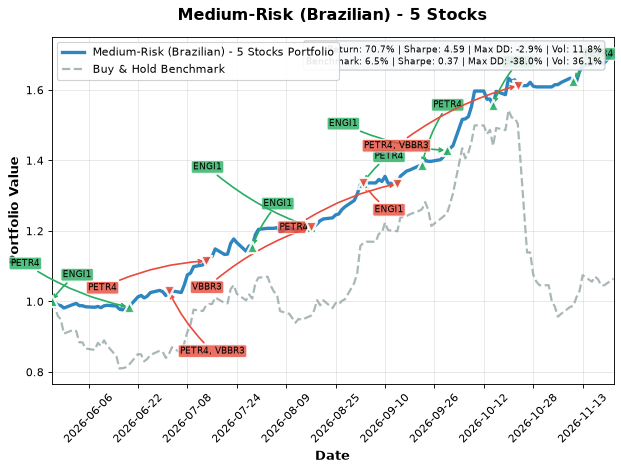 Medium-Risk (Brazilian) - 5 Stocks
Medium-Risk (Brazilian) - 5 Stocks Portfolio
Buy & Hold Benchmark
turn: 70.7% | Sharpe: 4.59 | Max DD: -2.9% | Vol: 11.8%
Benchmark: 6.5% | Sharpe: 0.37 | Max DD: -38.0% | Vol: 36.1%
Portfolio Value
1.6
1.4
1.2
1.0
0.8
PETR4
ENGI1
PETR4
PETR4, VBBR3
VBBR3
ENGI1
ENGI1
PETR4
ENGI1
PETR4
PETR4, VBBR3
ENGI1
PETR4
2026-06-06
2026-06-22
2026-07-08
2026-07-24
2026-08-09
2026-08-25
2026-09-10
2026-09-26
2026-10-12
2026-10-28
2026-11-13
Date